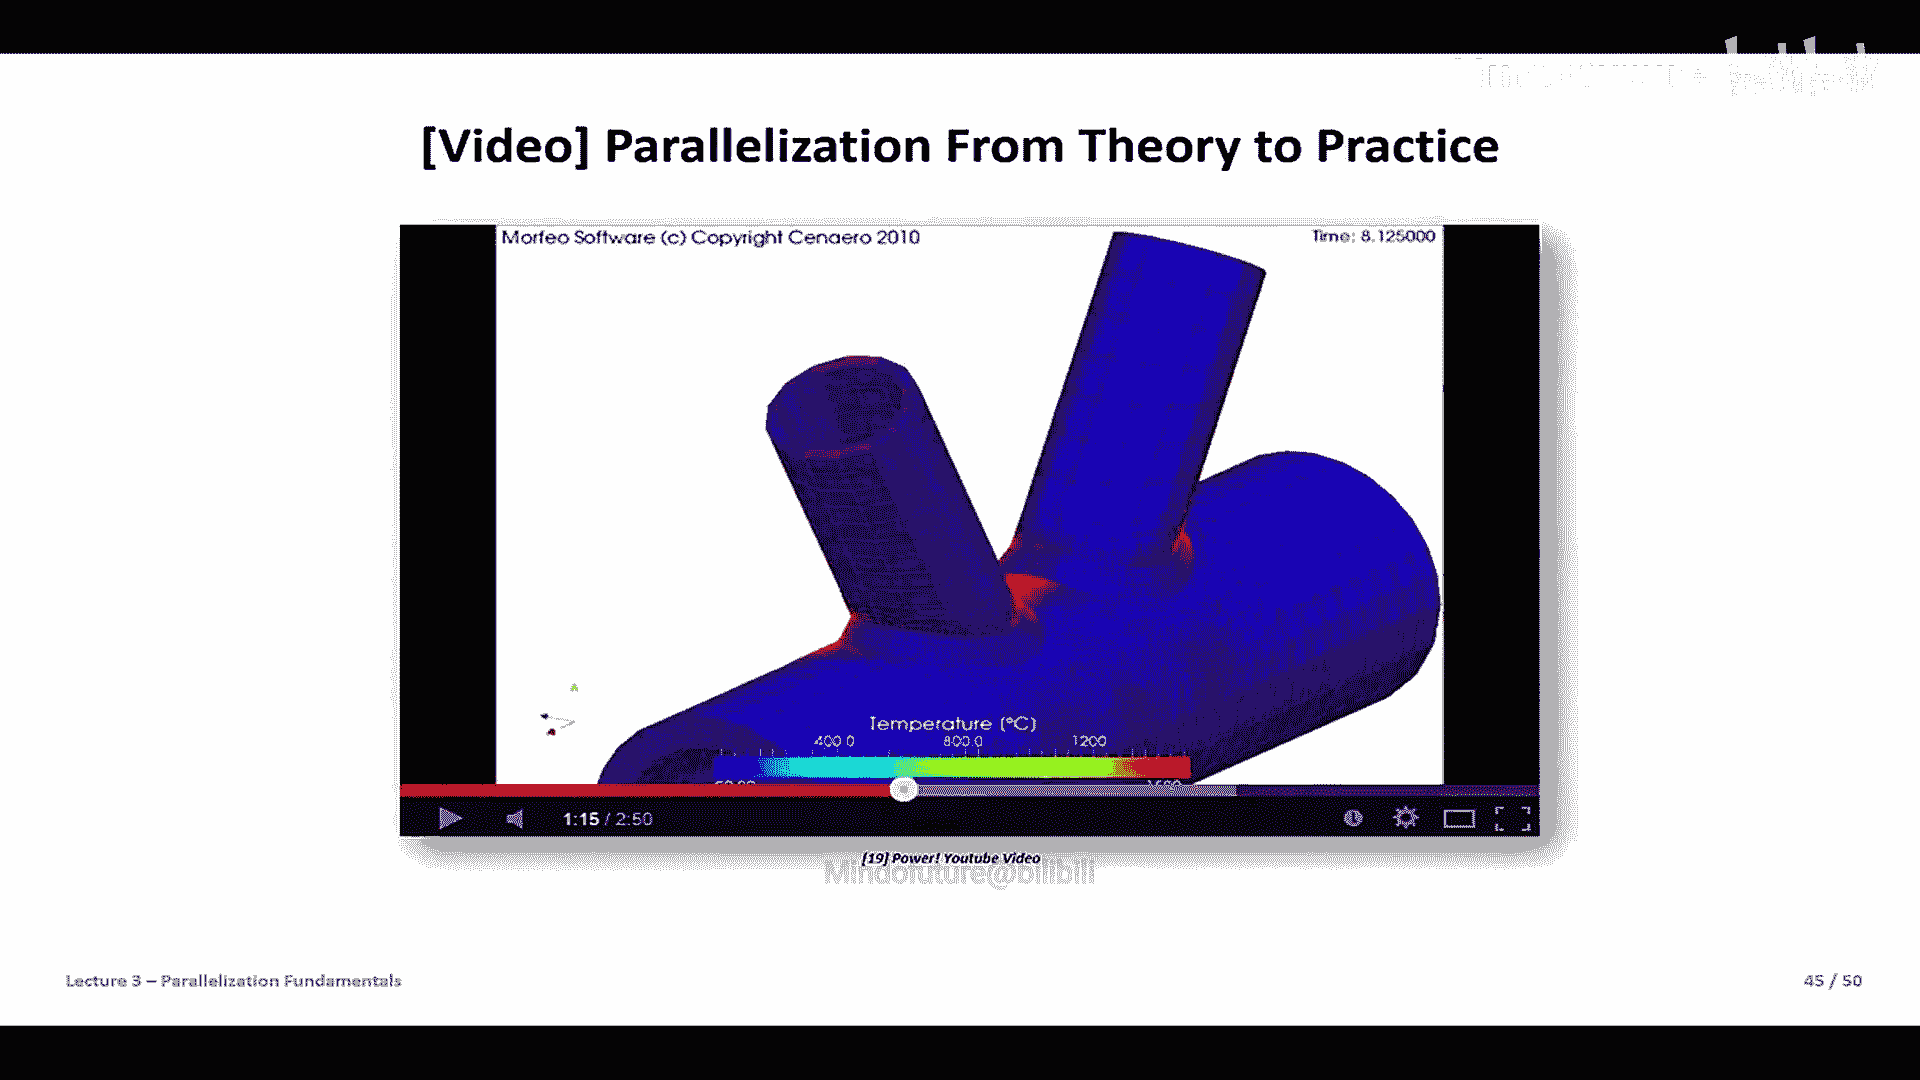 [Video] Parallelization From Theory to Practice
Morfeo Software (c) Copyright Cenaero 2010
Time: 8.125000
Temperature (°C)
400.0 800.0 1200
1:15 / 2:50
[19] Power! Youtube Video
Mindofuture@bilibili
Lecture 3 – Parallelization Fundamentals
45 / 50